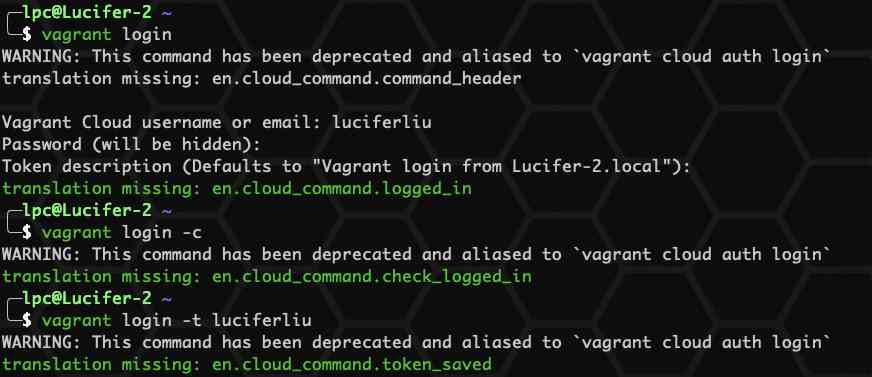 lpc@Lucifer-2 ~
$ vagrant login
WARNING: This command has been deprecated and aliased to `vagrant cloud auth login`
translation missing: en.cloud_command.command_header
Vagrant Cloud username or email: luciferliu
Password (will be hidden):
Token description (Defaults to "Vagrant login from Lucifer-2.local"):
translation missing: en.cloud_command.logged_in
lpc@Lucifer-2 ~
$ vagrant login -c
WARNING: This command has been deprecated and aliased to `vagrant cloud auth login`
translation missing: en.cloud_command.check_logged_in
lpc@Lucifer-2 ~
$ vagrant login -t luciferliu
WARNING: This command has been deprecated and aliased to `vagrant cloud auth login`
translation missing: en.cloud_command.token_saved